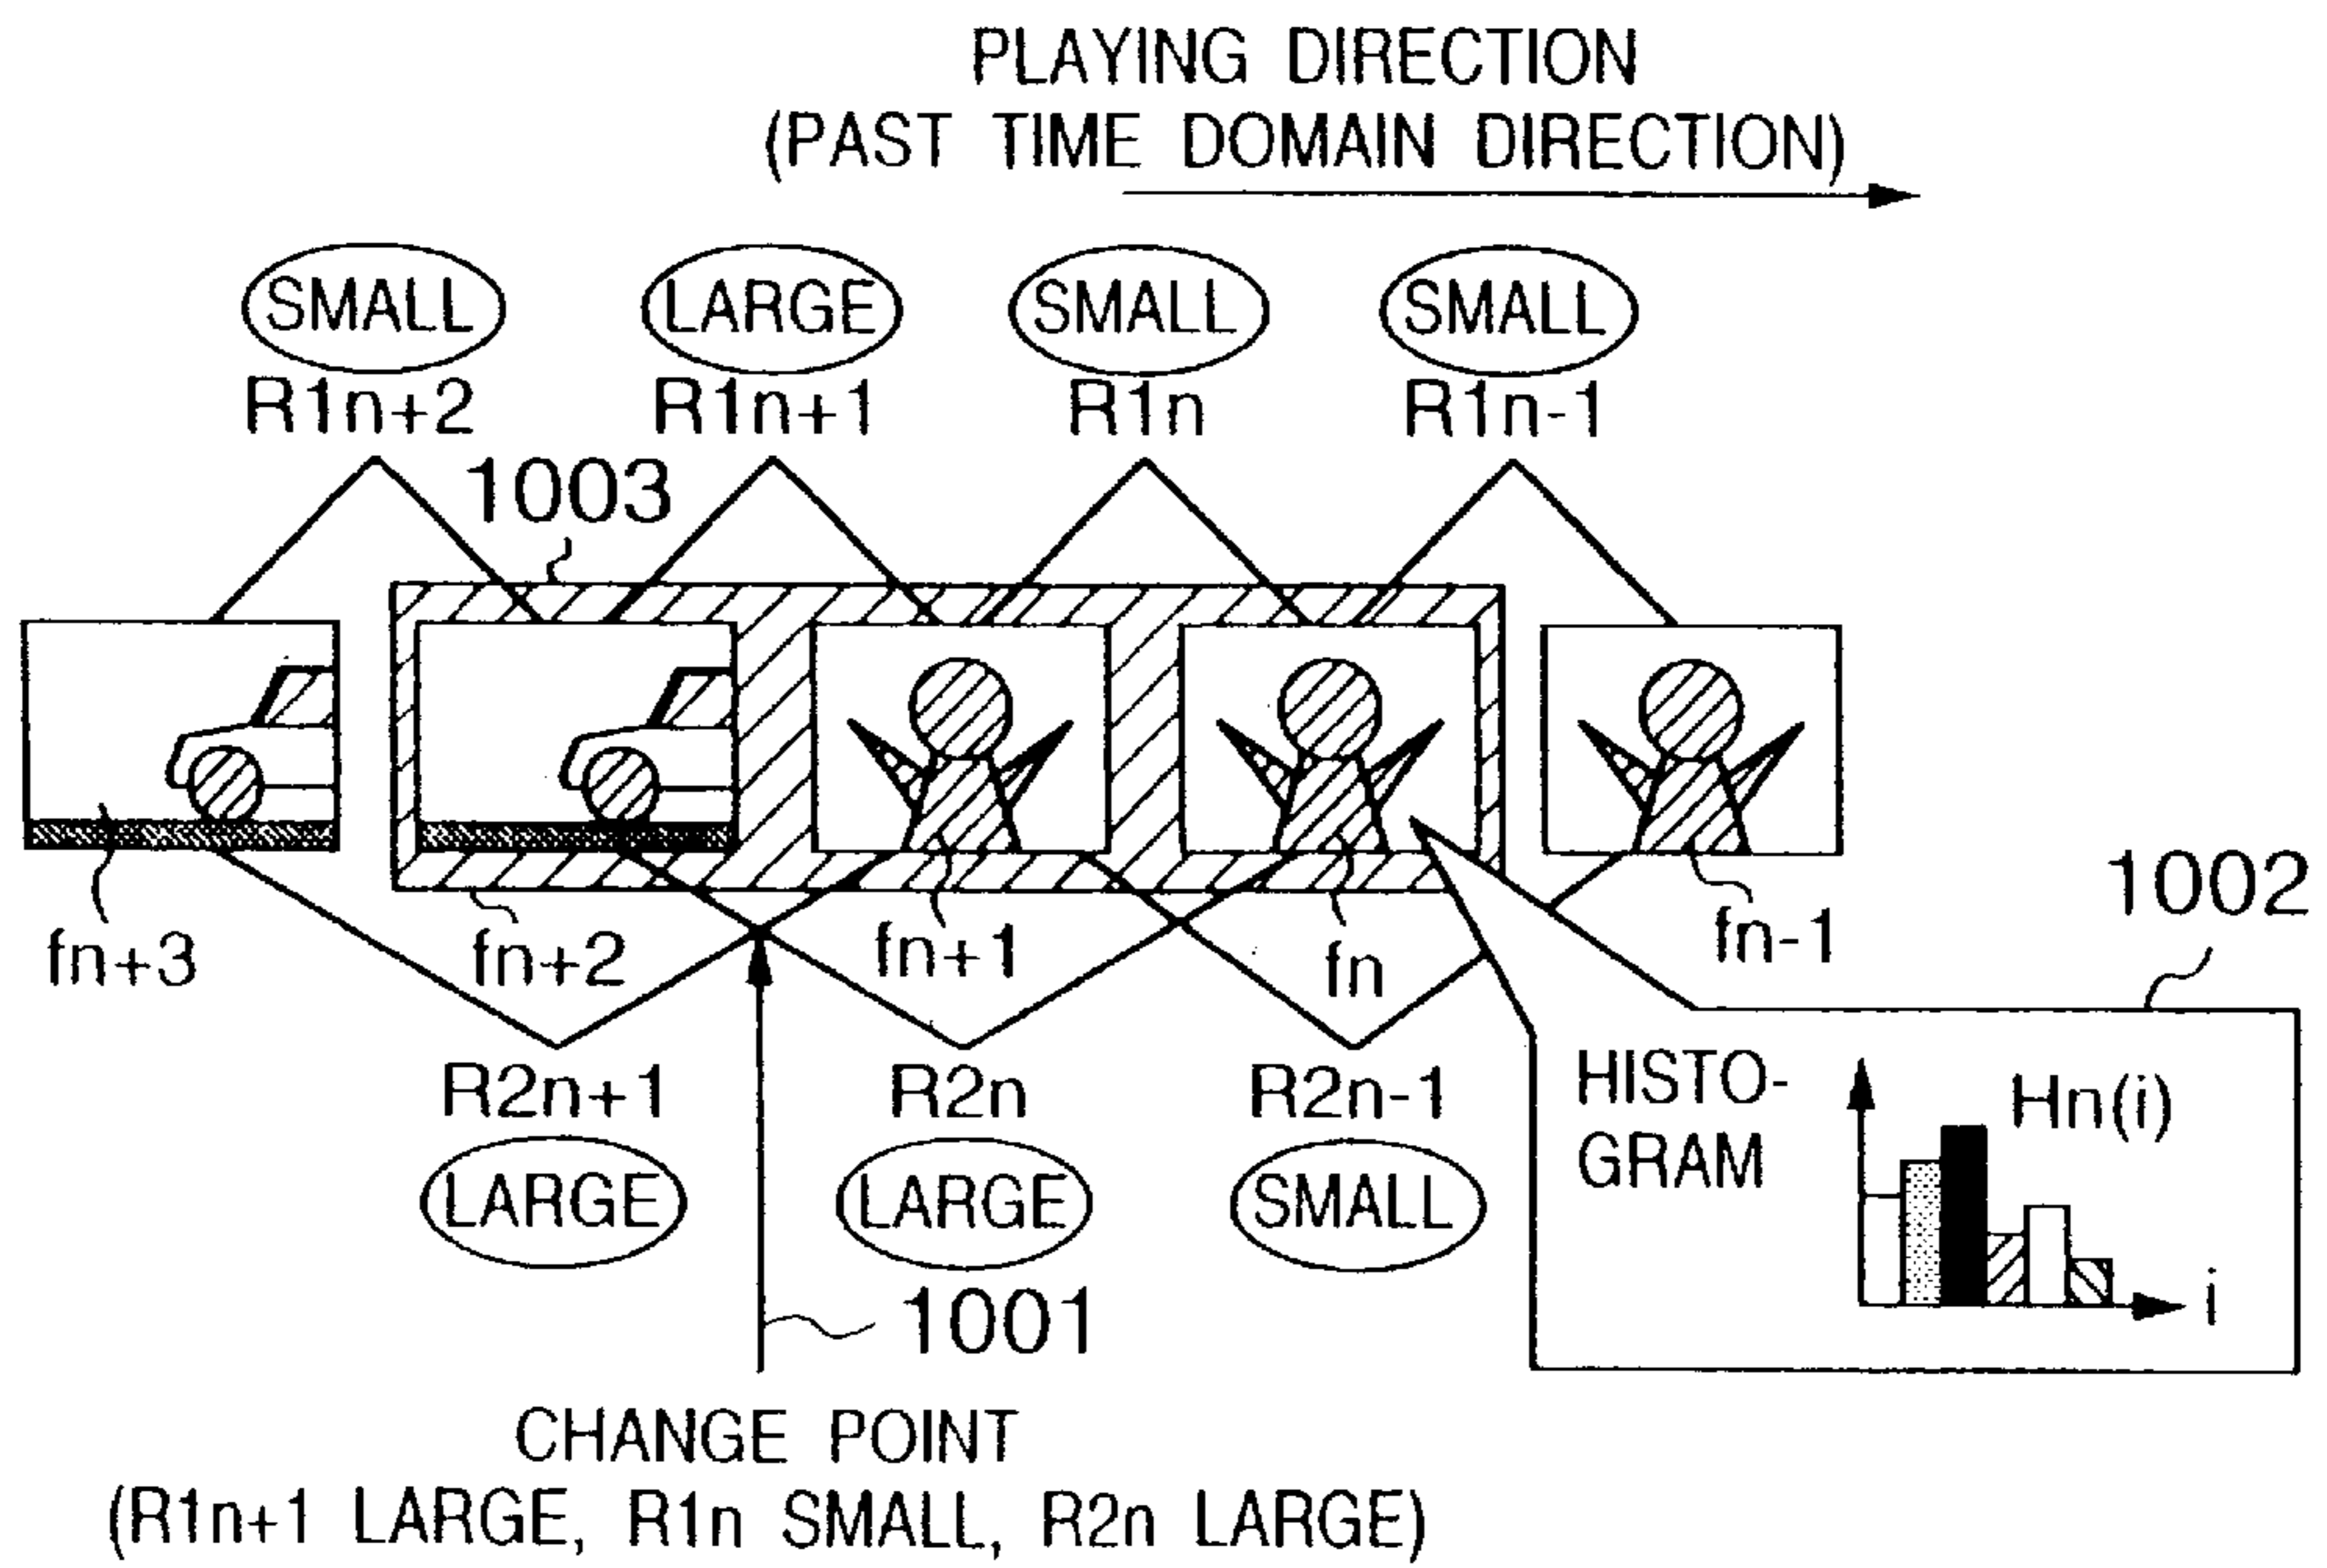 PLAYING DIRECTION
(PAST TIME DOMAIN DIRECTION)
SMALL
LARGE
SMALL
SMALL
R1n+2
R1n+1
R1n
R1n-1
1003
1002
fn+3
fn+2
fn+1
fn
fn-1
R2n+1
R2n
R2n-1
LARGE
LARGE
SMALL
HISTO-
GRAM
Hn(i)
i
1001
CHANGE POINT
(R1n+1 LARGE, R1n SMALL, R2n LARGE)